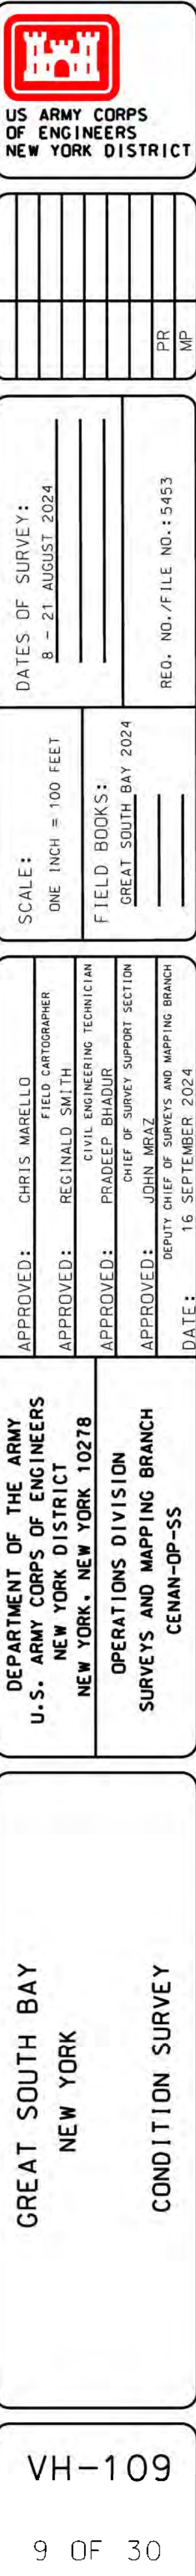 US ARMY CORPS
OF ENGINEERS
NEW YORK DISTRICT
PR
MP
DATES OF SURVEY:
8 - 21 AUGUST 2024
REQ. NO./FILE NO.: 5453
SCALE:
ONE INCH = 100 FEET
FIELD BOOKS:
GREAT SOUTH BAY 2024
APPROVED: CHRIS MARELLO
FIELD CARTOGRAPHER
APPROVED: REGINALD SMITH
CIVIL ENGINEERING TECHNICIAN
APPROVED: PRADEEP BHADUR
CHIEF OF SURVEY SUPPORT SECTION
APPROVED: JOHN MRAZ
DEPUTY CHIEF OF SURVEYS AND MAPPING BRANCH
DATE: 16 SEPTEMBER 2024
DEPARTMENT OF THE ARMY
U.S. ARMY CORPS OF ENGINEERS
NEW YORK DISTRICT
NEW YORK, NEW YORK 10278
OPERATIONS DIVISION
SURVEYS AND MAPPING BRANCH
CENAN-OP-SS
GREAT SOUTH BAY
NEW YORK
CONDITION SURVEY
VH-109
9 OF 30